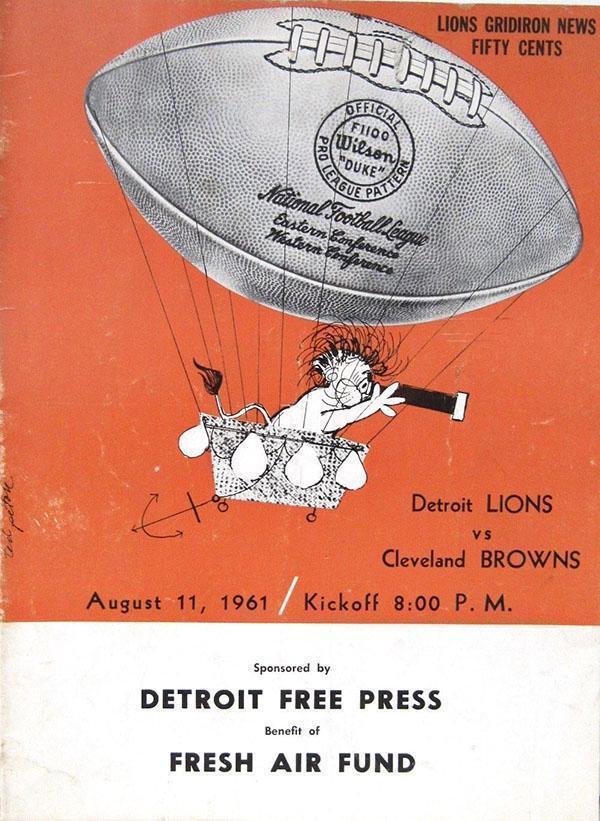 LIONS GRIDIRON NEWS
FIFTY CENTS
OFFICIAL
F1100
Wilson
"DUKE"
PRO LEAGUE PATTERN
National Football League
Eastern Conference
Western Conference
Detroit LIONS
vs
Cleveland BROWNS
August 11, 1961 / Kickoff 8:00 P. M.
Sponsored by
DETROIT FREE PRESS
Benefit of
FRESH AIR FUND